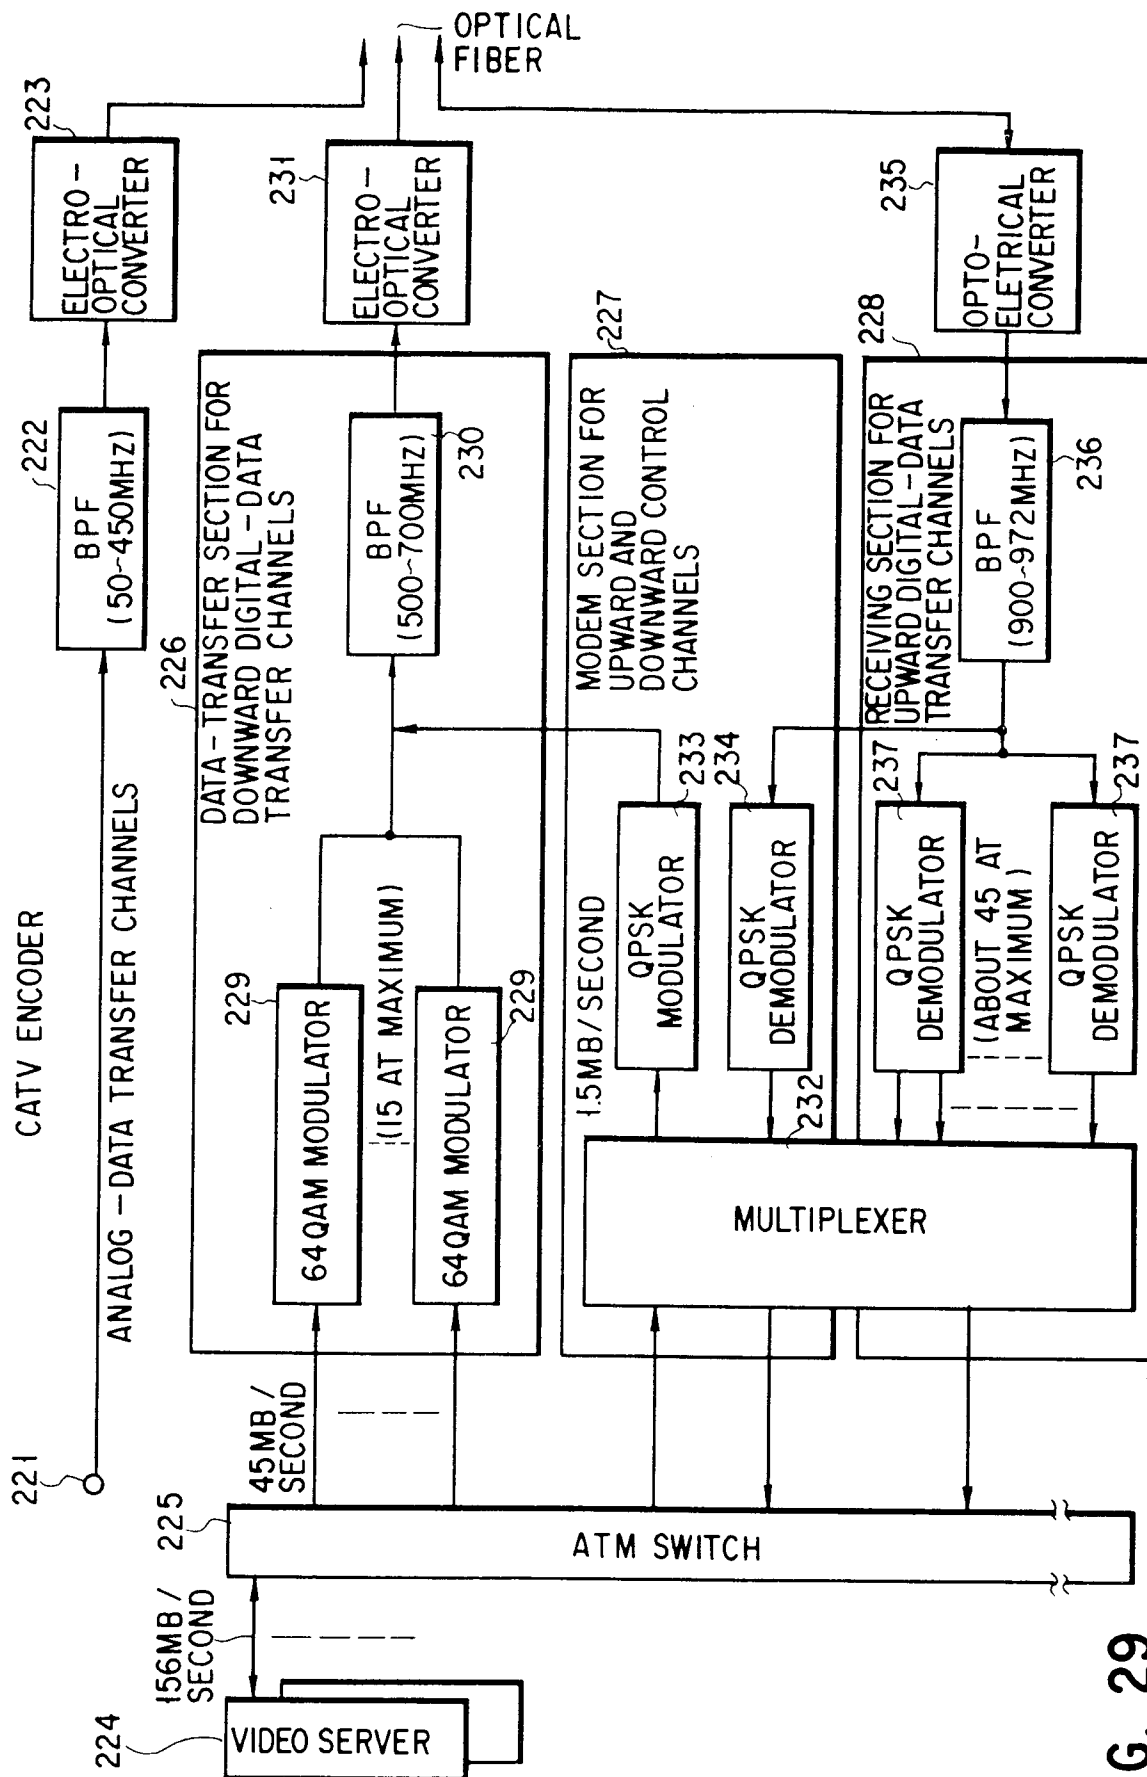 CATV ENCODER
221
ANALOG-DATA TRANSFER CHANNELS
222
BPF
(50~450MHZ)
223
ELECTRO-
OPTICAL
CONVERTER
OPTICAL
FIBER
226
DATA-TRANSFER SECTION FOR
DOWNWARD DIGITAL-DATA
TRANSFER CHANNELS
229
64QAM MODULATOR
(15 AT MAXIMUM)
64QAM MODULATOR
229
BPF
(500~700MHZ)
230
231
ELECTRO-
OPTICAL
CONVERTER
45MB/
SECOND
156MB/
SECOND
224
VIDEO SERVER
225
ATM SWITCH
227
MODEM SECTION FOR
UPWARD AND
DOWNWARD CONTROL
CHANNELS
1.5MB/SECOND
QPSK
MODULATOR
233
QPSK
DEMODULATOR
234
232
MULTIPLEXER
228
RECEIVING SECTION FOR
UPWARD DIGITAL-DATA
TRANSFER CHANNELS
235
OPTO-
ELETRICAL
CONVERTER
BPF
(900~972MHZ)
236
237
QPSK
DEMODULATOR
(ABOUT 45 AT
MAXIMUM)
QPSK
DEMODULATOR
237
G. 29